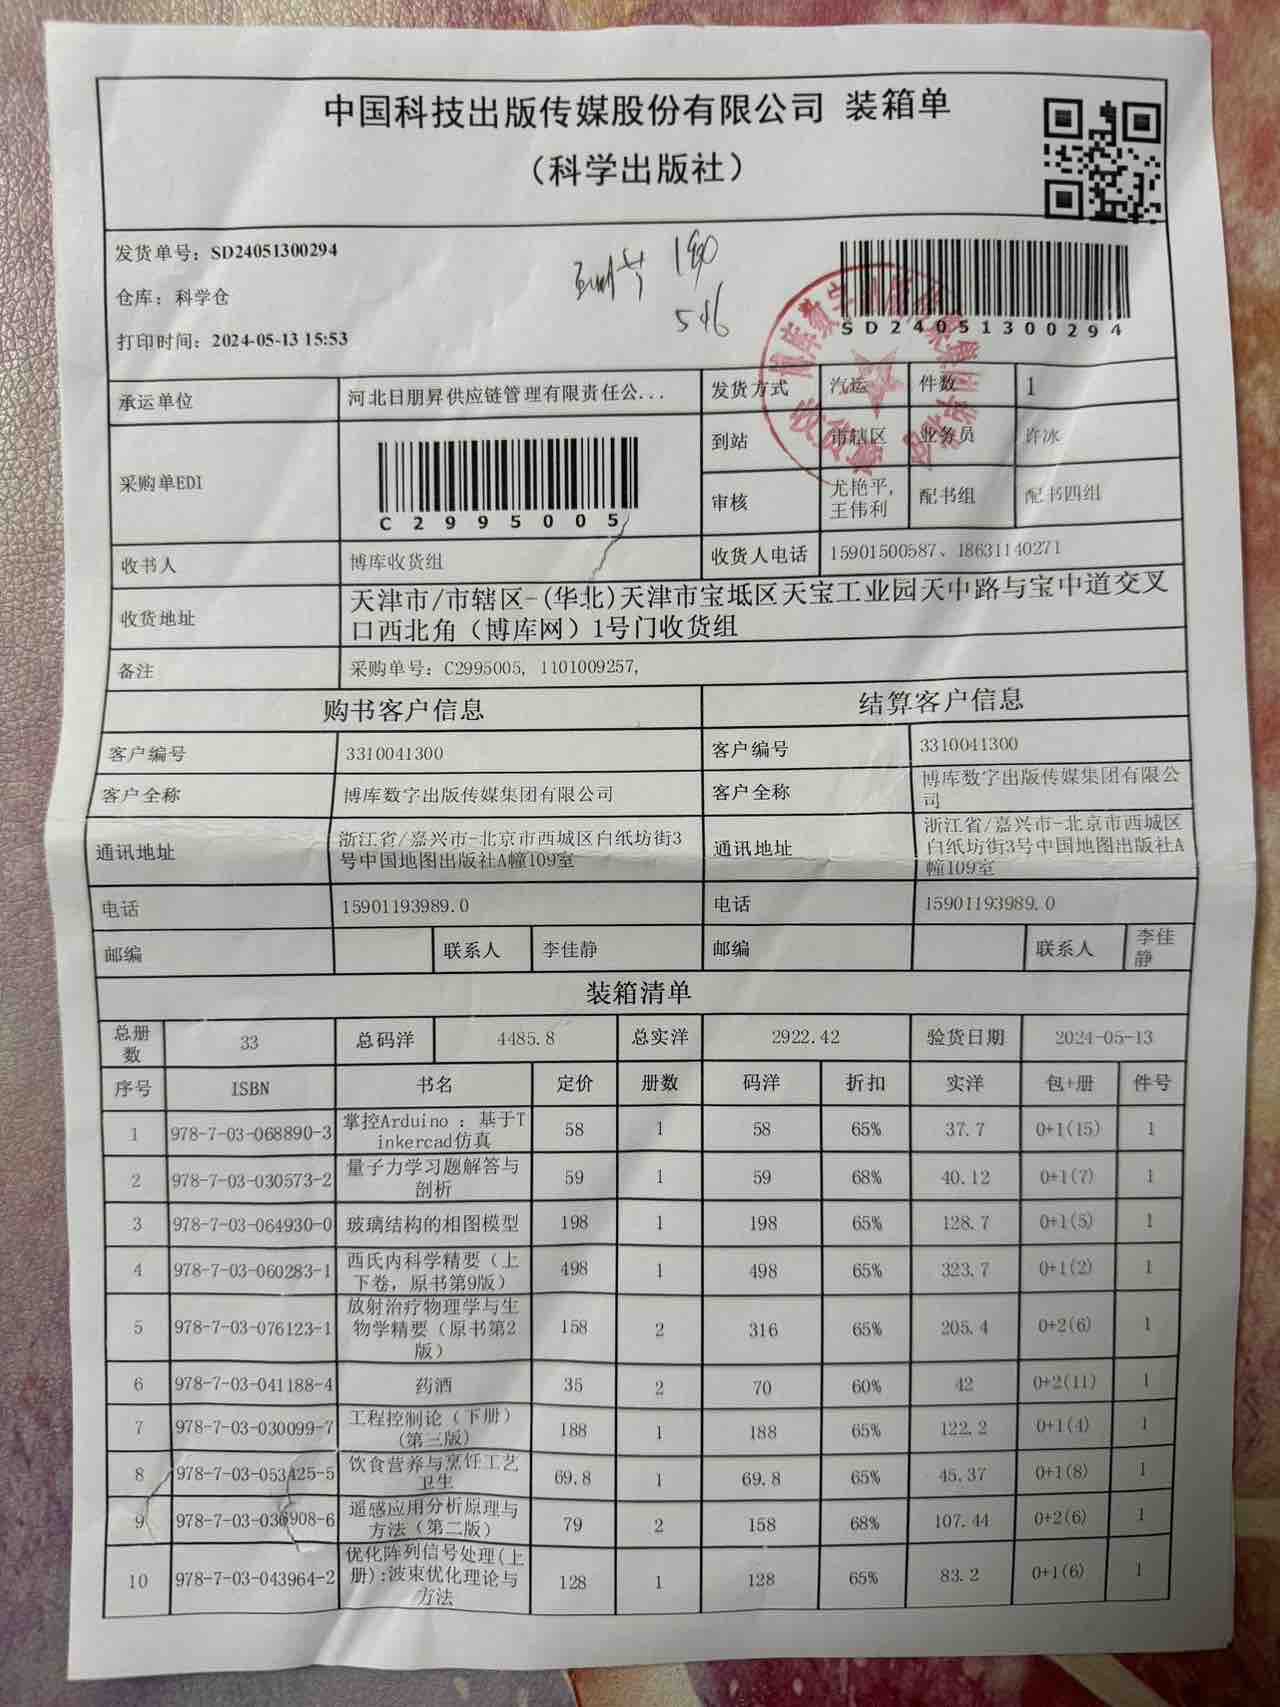 中国科技出版传媒股份有限公司 装箱单
（科学出版社）
发货单号：SD24051300294
仓库：科学仓
打印时间：2024-05-13 15:53
190
546
SD24051300294
承运单位 河北日朋昇供应链管理有限责任公... 发货方式 汽运 件数 1
采购单EDI C2995005 到站 市辖区 业务员 许冰
审核 尤艳平, 王伟利 配书组 配书四组
收书人 博库收货组 收货人电话 15901500587、18631140271
收货地址 天津市/市辖区-(华北)天津市宝坻区天宝工业园天中路与宝中道交叉
口西北角（博库网）1号门收货组
备注 采购单号：C2995005, 1101009257,
购书客户信息 结算客户信息
客户编号 3310041300 客户编号 3310041300
客户全称 博库数字出版传媒集团有限公司 客户全称 博库数字出版传媒集团有限公司
通讯地址 浙江省/嘉兴市-北京市西城区白纸坊街3号中国地图出版社A幢109室 通讯地址 浙江省/嘉兴市-北京市西城区白纸坊街3号中国地图出版社A幢109室
电话 15901193989.0 电话 15901193989.0
邮编 联系人 李佳静 邮编 联系人 李佳静
装箱清单
总册数 33 总码洋 4485.8 总实洋 2922.42 验货日期 2024-05-13
序号 ISBN 书名 定价 册数 码洋 折扣 实洋 包+册 件号
1 978-7-03-068890-3 掌控Arduino ：基于Tinkercad仿真 58 1 58 65% 37.7 0+1(15) 1
2 978-7-03-030573-2 量子力学习题解答与剖析 59 1 59 68% 40.12 0+1(7) 1
3 978-7-03-064930-0 玻璃结构的相图模型 198 1 198 65% 128.7 0+1(5) 1
4 978-7-03-060283-1 西氏内科学精要（上下卷，原书第9版） 498 1 498 65% 323.7 0+1(2) 1
5 978-7-03-076123-1 放射治疗物理学与生物学精要（原书第2版） 158 2 316 65% 205.4 0+2(6) 1
6 978-7-03-041188-4 药酒 35 2 70 60% 42 0+2(11) 1
7 978-7-03-030099-7 工程控制论（下册）（第三版） 188 1 188 65% 122.2 0+1(4) 1
8 978-7-03-053425-5 饮食营养与烹饪工艺卫生 69.8 1 69.8 65% 45.37 0+1(8) 1
9 978-7-03-036908-6 遥感应用分析原理与方法（第二版） 79 2 158 68% 107.44 0+2(6) 1
10 978-7-03-043964-2 优化阵列信号处理(上册):波束优化理论与方法 128 1 128 65% 83.2 0+1(6) 1